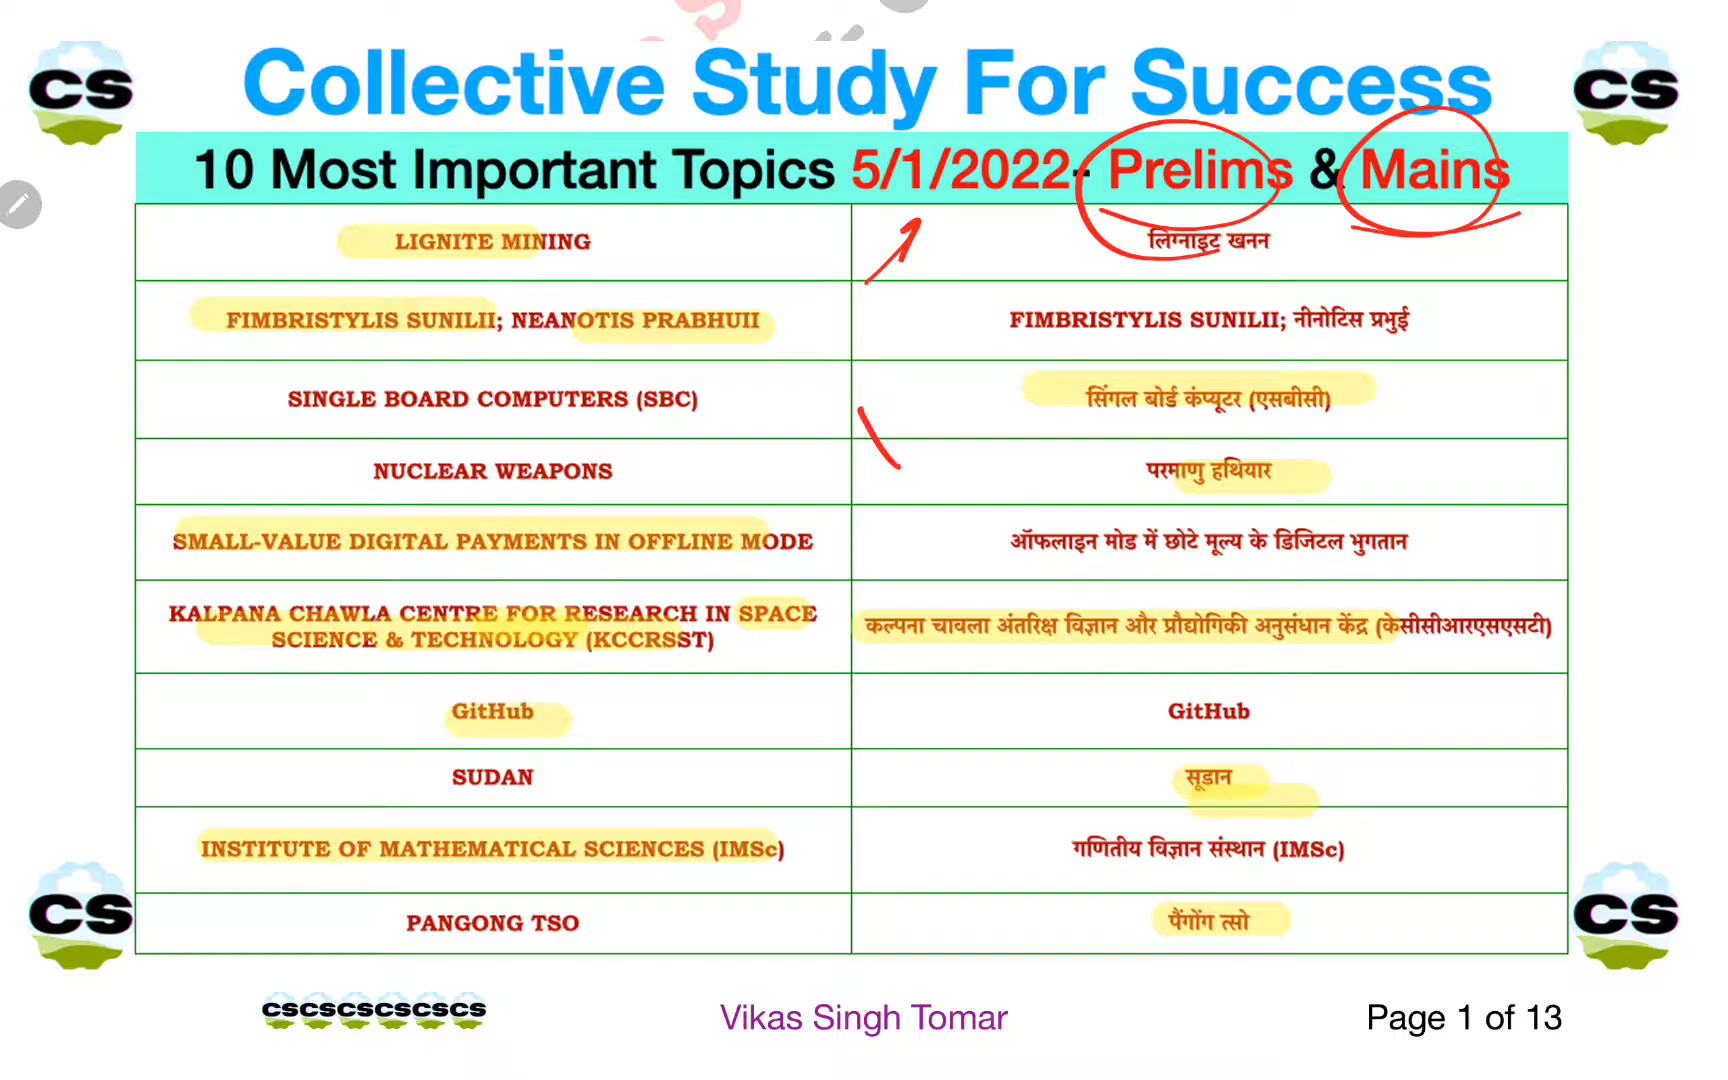 CS
Collective Study For Success
CS
10 Most Important Topics 5/1/2022- Prelims & Mains
LIGNITE MINING
लिग्नाइट खनन
FIMBRISTYLIS SUNILII; NEANOTIS PRABHUII
FIMBRISTYLIS SUNILII; नीनोटिस प्रभुई
SINGLE BOARD COMPUTERS (SBC)
सिंगल बोर्ड कंप्यूटर (एसबीसी)
NUCLEAR WEAPONS
परमाणु हथियार
SMALL-VALUE DIGITAL PAYMENTS IN OFFLINE MODE
ऑफलाइन मोड में छोटे मूल्य के डिजिटल भुगतान
KALPANA CHAWLA CENTRE FOR RESEARCH IN SPACE
SCIENCE & TECHNOLOGY (KCCRSST)
कल्पना चावला अंतरिक्ष विज्ञान और प्रौद्योगिकी अनुसंधान केंद्र (केसीसीआरएसएसटी)
GitHub
GitHub
SUDAN
सूडान
INSTITUTE OF MATHEMATICAL SCIENCES (IMSc)
गणितीय विज्ञान संस्थान (IMSc)
PANGONG TSO
पैंगोंग त्सो
CS
CS
CSCSCSCSCSCS
Vikas Singh Tomar
Page 1 of 13